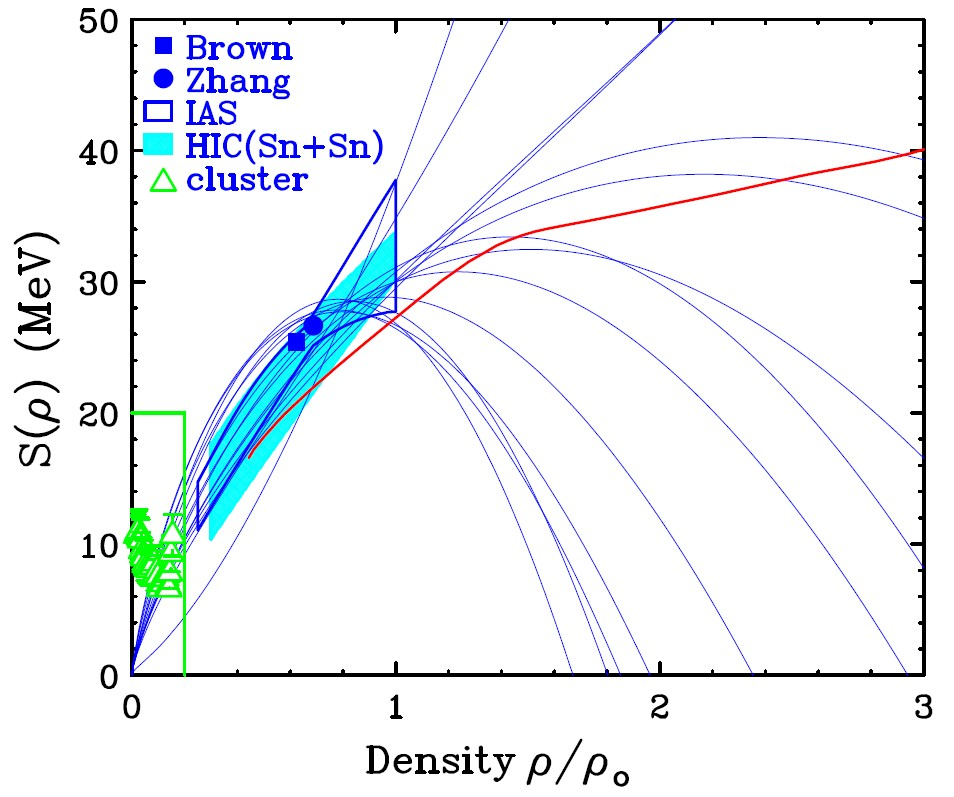 50
40
30
20
10
0
S(ρ) (MeV)
Brown
Zhang
IAS
HIC(Sn+Sn)
cluster
0 1 2 3
Density ρ/ρₒ